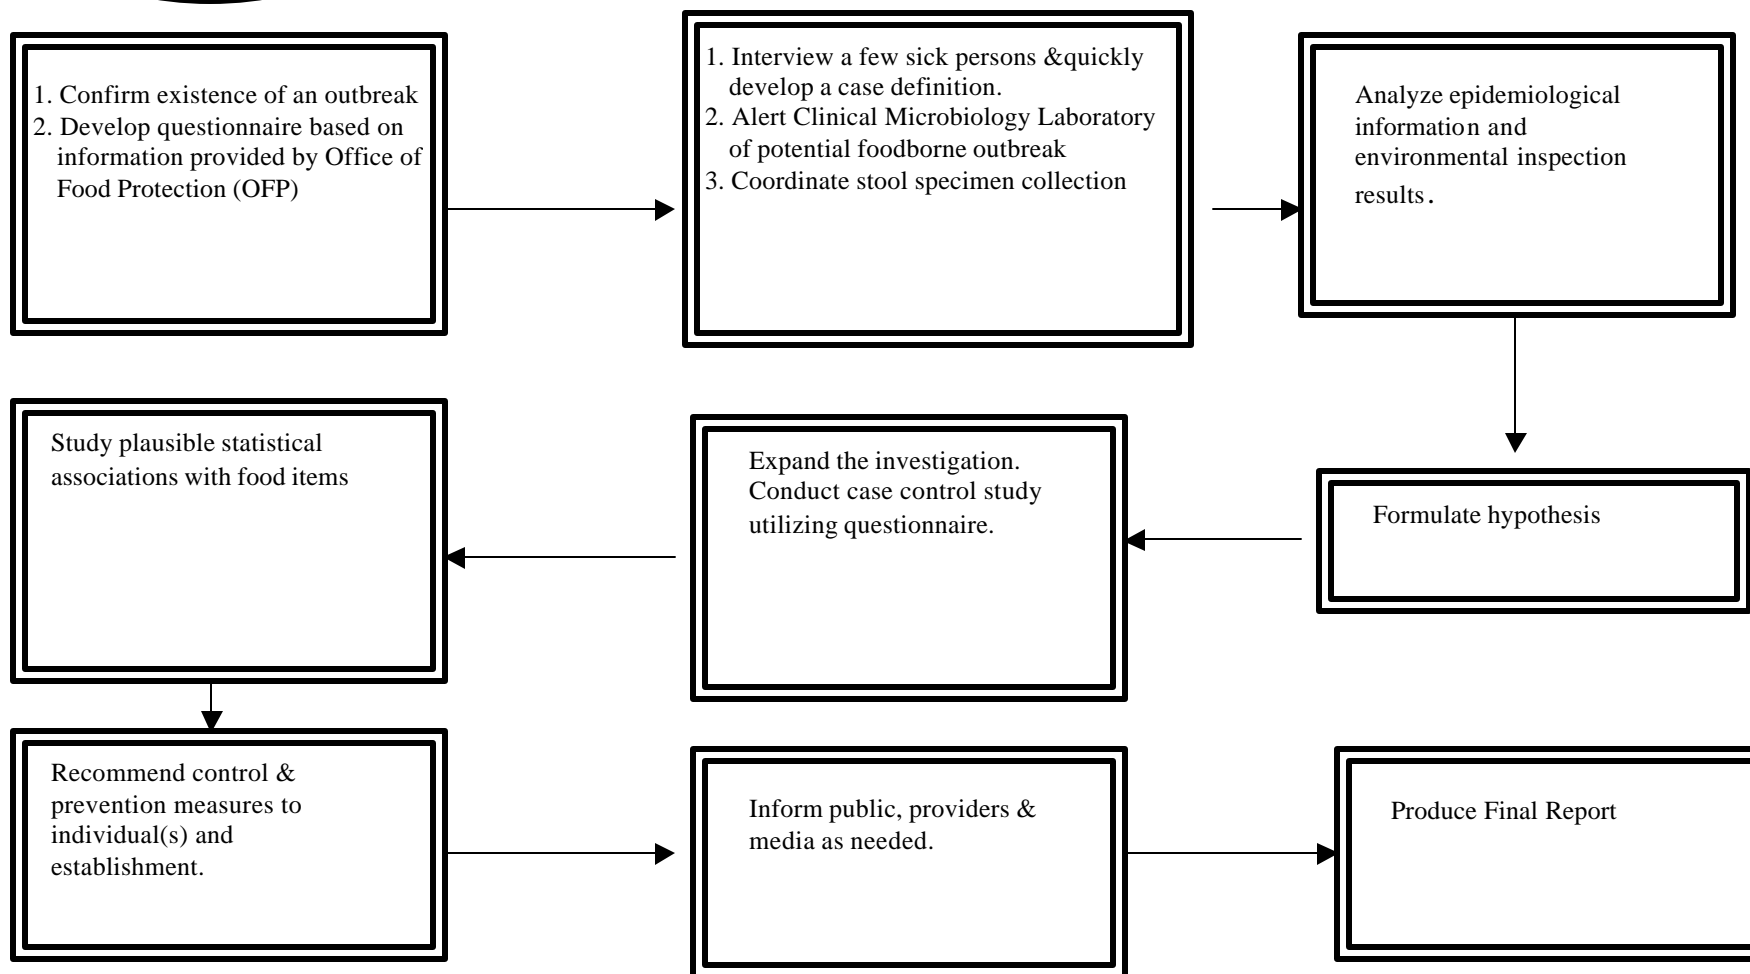 1. Confirm existence of an outbreak
2. Develop questionnaire based on
information provided by Office of
Food Protection (OFP)
1. Interview a few sick persons &quickly
develop a case definition.
2. Alert Clinical Microbiology Laboratory
of potential foodborne outbreak
3. Coordinate stool specimen collection
Analyze epidemiological
information and
environmental inspection
results.
Formulate hypothesis
Expand the investigation.
Conduct case control study
utilizing questionnaire.
Study plausible statistical
associations with food items
Recommend control &
prevention measures to
individual(s) and
establishment.
Inform public, providers &
media as needed.
Produce Final Report